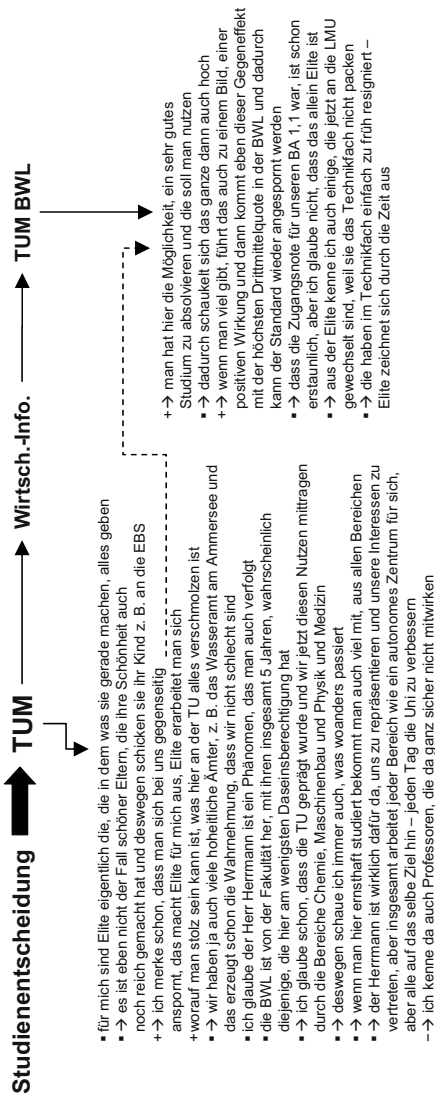 Studienentscheidung → TUM → Wirtsch.-Info. → TUM BWL
▪ für mich sind Elite eigentlich die, die in dem was sie gerade machen, alles geben
▪ → es ist eben nicht der Fall schöner Eltern, die ihre Schönheit auch
noch reich gemacht hat und deswegen schicken sie ihr Kind z. B. an die EBS
+ → ich merke schon, dass man sich bei uns gegenseitig
anspornt, das macht Elite für mich aus, Elite erarbeitet man sich
+ worauf man stolz sein kann ist, was hier an der TU alles verschmolzen ist
▪ → wir haben ja auch viele hoheitliche Ämter, z. B. das Wasseramt am Ammersee und
das erzeugt schon die Wahrnehmung, dass wir nicht schlecht sind
▪ ich glaube der Herr Herrmann ist ein Phänomen, das man auch verfolgt
▪ die BWL ist von der Fakultät her, mit ihren insgesamt 5 Jahren, wahrscheinlich
diejenige, die hier am wenigsten Daseinsberechtigung hat
▪ → ich glaube schon, dass die TU geprägt wurde und wir jetzt diesen Nutzen mittragen
durch die Bereiche Chemie, Maschinenbau und Physik und Medizin
▪ → deswegen schaue ich immer auch, was woanders passiert
▪ → wenn man hier ernsthaft studiert bekommt man auch viel mit, aus allen Bereichen
▪ → der Herrmann ist wirklich dafür da, uns zu repräsentieren und unsere Interessen zu
vertreten, aber insgesamt arbeitet jeder Bereich wie ein autonomes Zentrum für sich,
aber alle auf das selbe Ziel hin – jeden Tag die Uni zu verbessern
– → ich kenne da auch Professoren, die da ganz sicher nicht mitwirken
+ → man hat hier die Möglichkeit, ein sehr gutes
Studium zu absolvieren und die soll man nutzen
▪ → dadurch schaukelt sich das ganze dann auch hoch
+ → wenn man viel gibt, führt das auch zu einem Bild, einer
positiven Wirkung und dann kommt eben dieser Gegeneffekt
▪ mit der höchsten Drittmittelquote in der BWL und dadurch
kann der Standard wieder angespornt werden
▪ → dass die Zugangsnote für unseren BA 1,1 war, ist schon
erstaunlich, aber ich glaube nicht, dass das allein Elite ist
▪ → aus der Elite kenne ich auch einige, die jetzt an die LMU
gewechselt sind, weil sie das Technikfach nicht packen
▪ → die haben im Technikfach einfach zu früh resigniert –
Elite zeichnet sich durch die Zeit aus